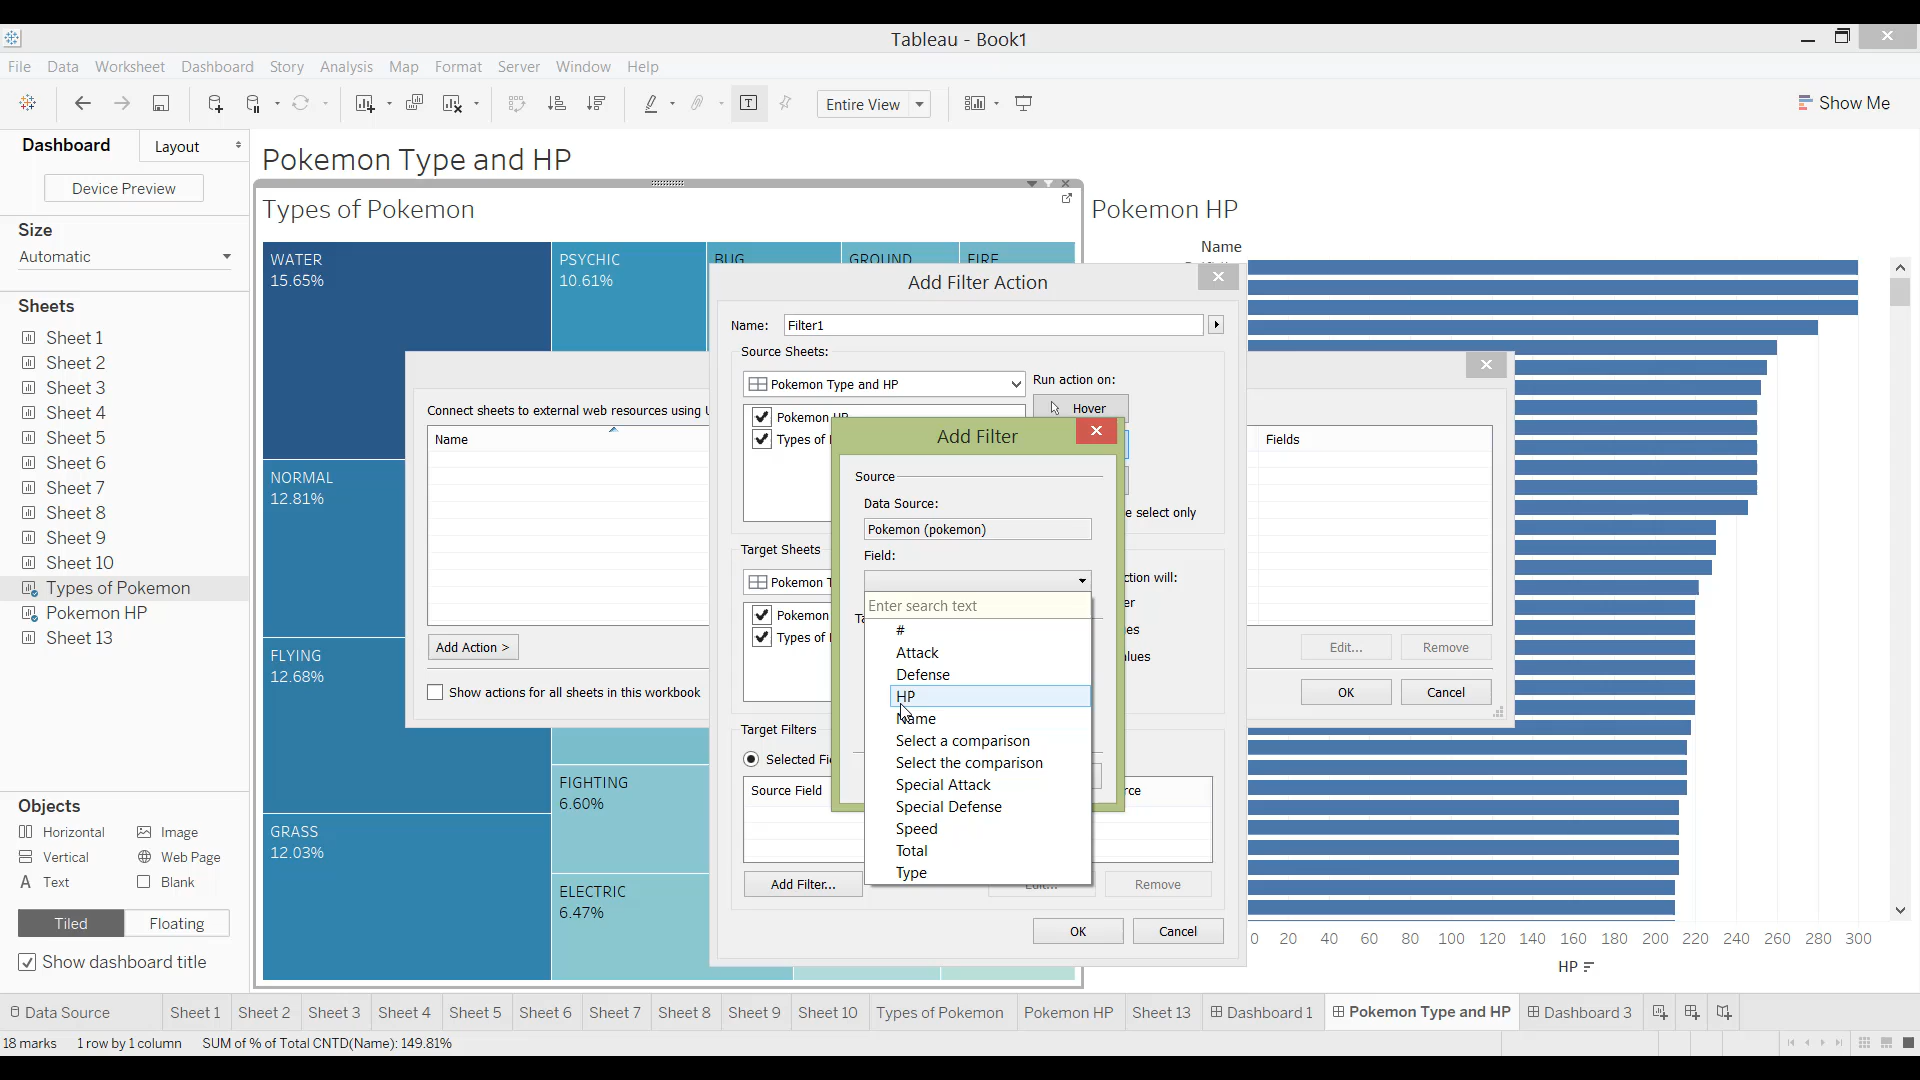 Tableau - Book1
File Data Worksheet Dashboard Story Analysis Map Format Server Window Help
Entire View
Show Me
Dashboard Layout
Device Preview
Size
Automatic
Sheets
Sheet 1
Sheet 2
Sheet 3
Sheet 4
Sheet 5
Sheet 6
Sheet 7
Sheet 8
Sheet 9
Sheet 10
Types of Pokemon
Pokemon HP
Sheet 13
Objects
Horizontal Image
Vertical Web Page
A Text Blank
Tiled Floating
Show dashboard title
Pokemon Type and HP
Types of Pokemon
WATER
15.65%
PSYCHIC
10.61%
BUG
GROUND
FIRE
NORMAL
12.81%
FLYING
12.68%
GRASS
12.03%
FIGHTING
6.60%
ELECTRIC
6.47%
Pokemon HP
Name
0 20 40 60 80 100 120 140 160 180 200 220 240 260 280 300
HP
Connect sheets to external web resources using
Name
Fields
Add Action >
Edit... Remove
Show actions for all sheets in this workbook
OK Cancel
Add Filter Action
Name: Filter1
Source Sheets:
Pokemon Type and HP
Run action on:
Hover
Pokemon HP
Types of
select only
Target Sheets
Pokemon
Pokemon
Types of
Target Filters
Selected
Source Field
Add Filter... Edit... Remove
OK Cancel
Add Filter
Source
Data Source:
Pokemon (pokemon)
Field:
Enter search text
#
Attack
Defense
HP
Name
Select a comparison
Select the comparison
Special Attack
Special Defense
Speed
Total
Type
Data Source Sheet 1 Sheet 2 Sheet 3 Sheet 4 Sheet 5 Sheet 6 Sheet 7 Sheet 8 Sheet 9 Sheet 10 Types of Pokemon Pokemon HP Sheet 13 Dashboard 1 Pokemon Type and HP Dashboard 3
18 marks 1 row by 1 column SUM of % of Total CNTD(Name): 149.81%